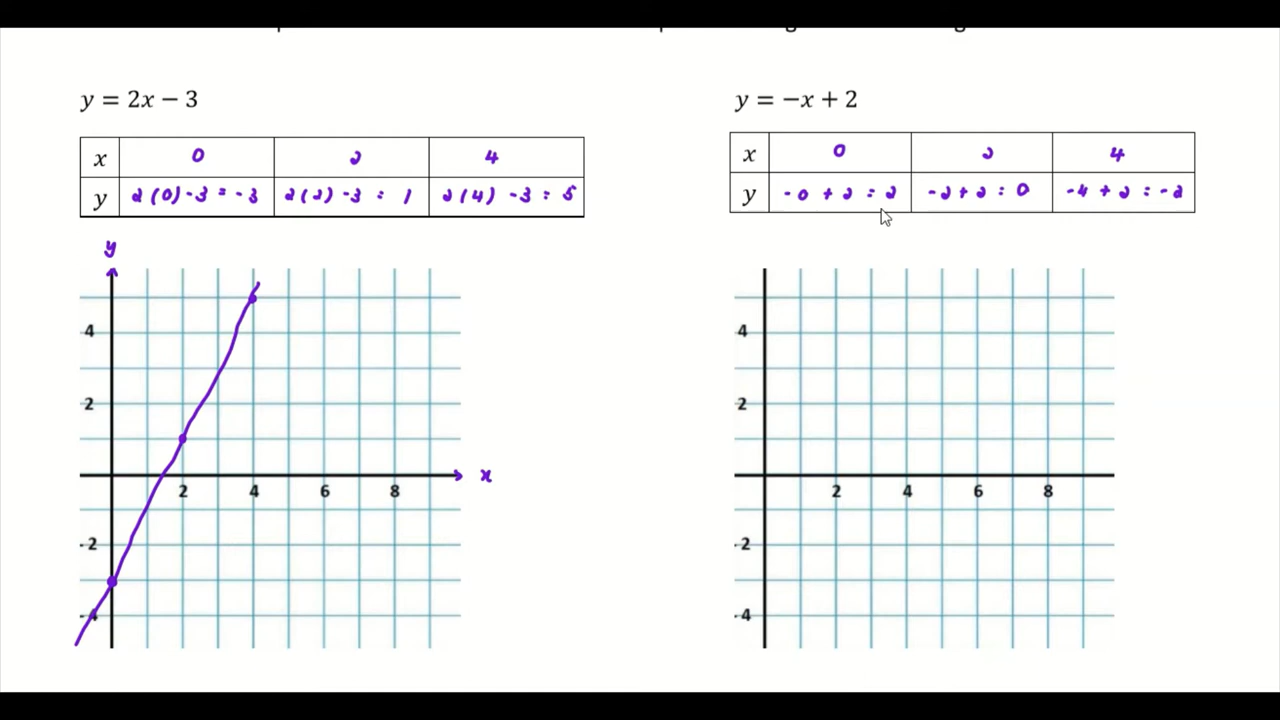 y = 2x − 3
x 0 2 4
y 2(0)-3 = -3 2(2)-3 = 1 2(4)-3 = 5
y
4
2
x
2 4 6 8
-2
-4
y = −x + 2
x 0 2 4
y -0+2 = 2 -2+2 = 0 -4+2 = -2
4
2
2 4 6 8
-2
-4